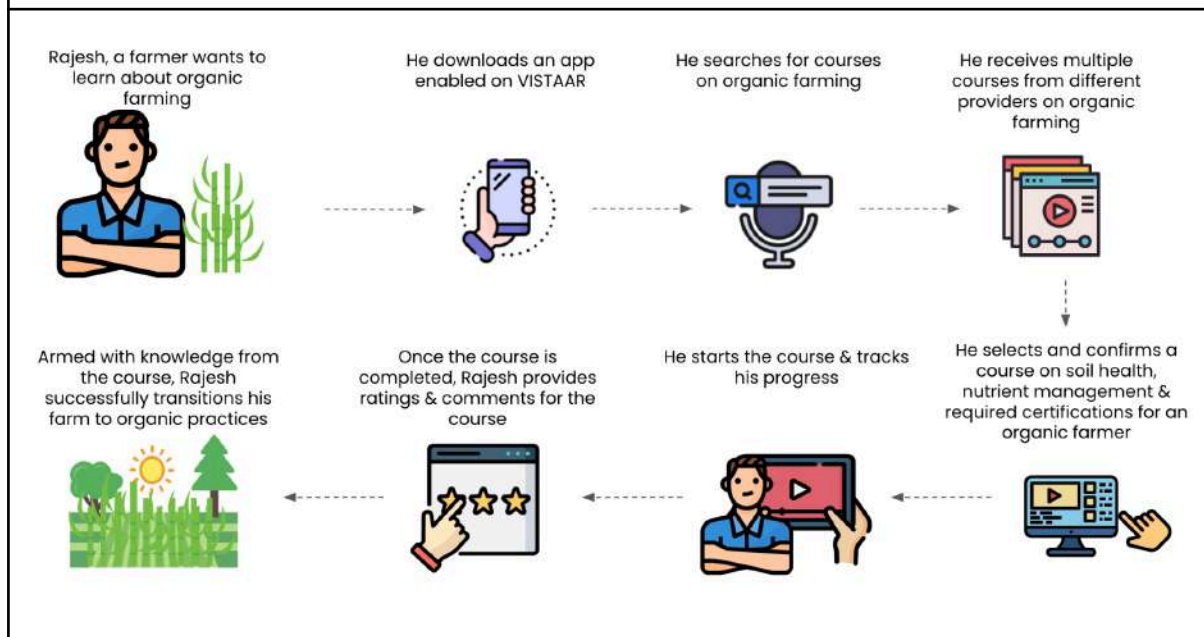 Rajesh, a farmer wants to
learn about organic
farming
He downloads an app
enabled on VISTAAR
He searches for courses
on organic farming
He receives multiple
courses from different
providers on organic
farming
He selects and confirms a
course on soil health,
nutrient management &
required certifications for an
organic farmer
He starts the course & tracks
his progress
Once the course is
completed, Rajesh provides
ratings & comments for the
course
Armed with knowledge from
the course, Rajesh
successfully transitions his
farm to organic practices